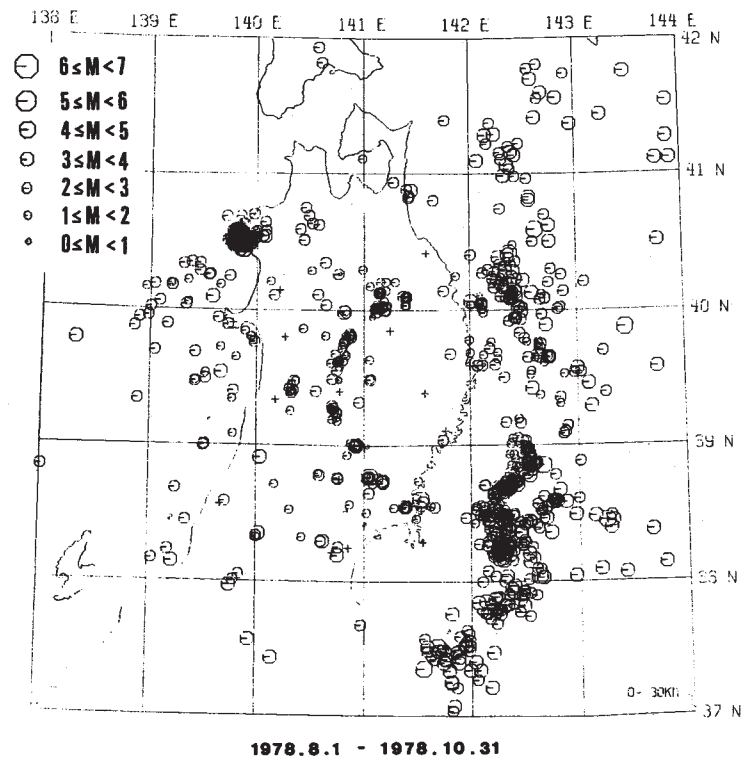 138 E 139 E 140 E 141 E 142 E 143 E 144 E
42 N
6≤M<7
5≤M<6
4≤M<5
3≤M<4
2≤M<3
1≤M<2
0≤M<1
41 N
40 N
39 N
38 N
0- 30KM
37 N
1978.8.1 - 1978.10.31